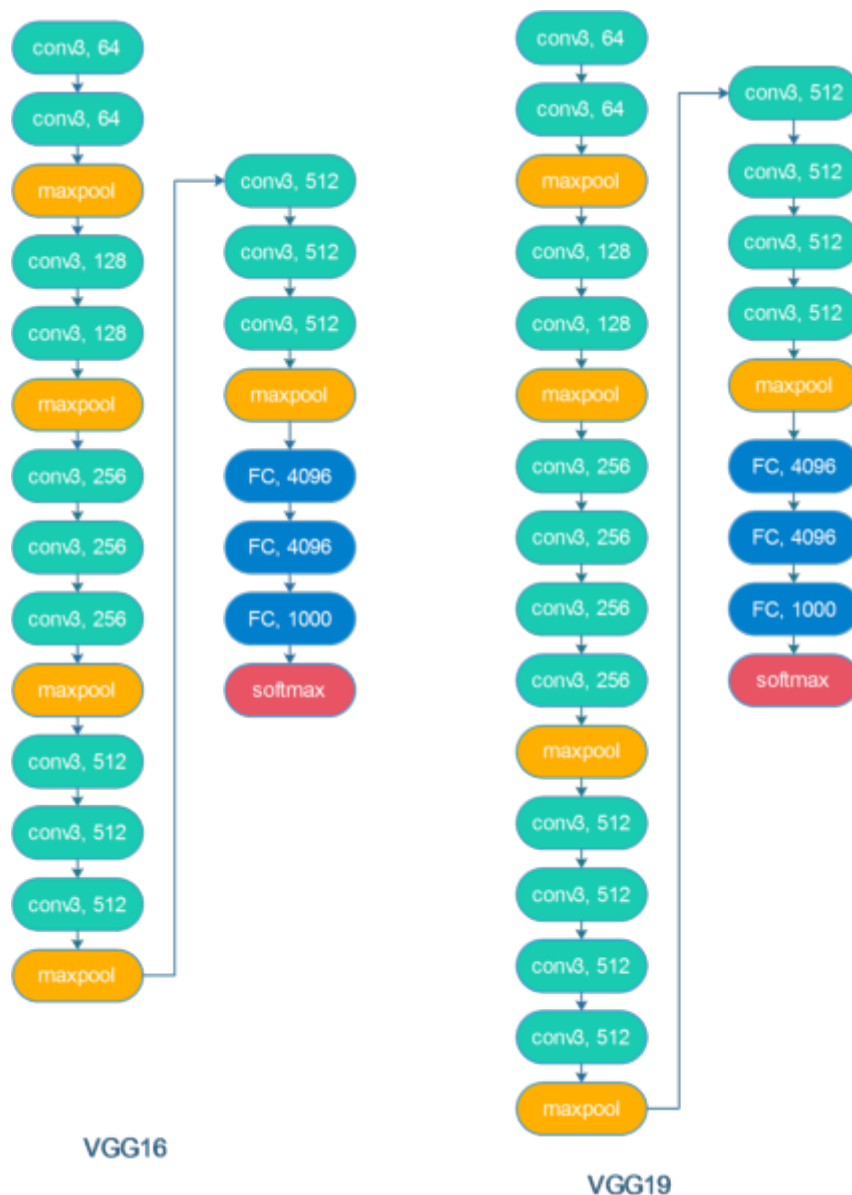 conv3, 64
conv3, 64
maxpool
conv3, 128
conv3, 128
maxpool
conv3, 256
conv3, 256
conv3, 256
maxpool
conv3, 512
conv3, 512
conv3, 512
maxpool
conv3, 512
conv3, 512
conv3, 512
maxpool
FC, 4096
FC, 4096
FC, 1000
softmax
VGG16
conv3, 64
conv3, 64
maxpool
conv3, 128
conv3, 128
maxpool
conv3, 256
conv3, 256
conv3, 256
conv3, 256
maxpool
conv3, 512
conv3, 512
conv3, 512
conv3, 512
maxpool
conv3, 512
conv3, 512
conv3, 512
conv3, 512
maxpool
FC, 4096
FC, 4096
FC, 1000
softmax
VGG19